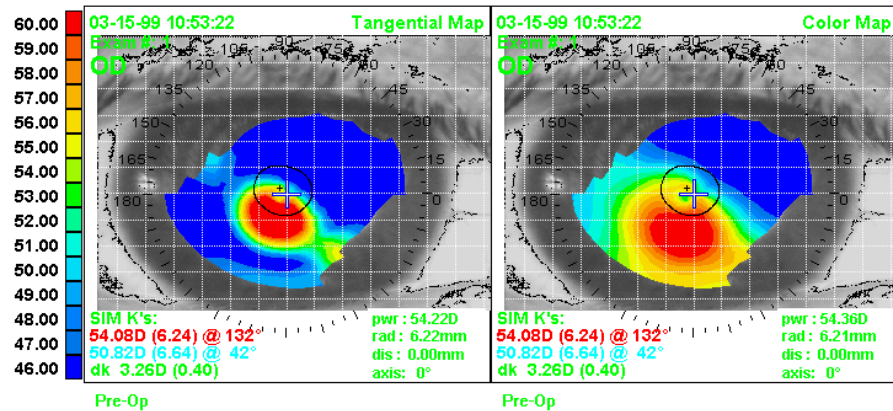 60.00
59.00
58.00
57.00
56.00
55.00
54.00
53.00
52.00
51.00
50.00
49.00
48.00
47.00
46.00
03-15-99 10:53:22 Tangential Map
Exam #: 1
OD
135 120 105 90 75 45
150 30
165 15
180 0
SIM K's:
54.08D (6.24) @ 132°
50.82D (6.64) @ 42°
dk 3.26D (0.40)
pwr : 54.22D
rad : 6.22mm
dis : 0.00mm
axis: 0°
Pre-Op
03-15-99 10:53:22 Color Map
Exam #: 1
OD
135 120 105 90 75 45
150 30
165 15
180 0
SIM K's:
54.08D (6.24) @ 132°
50.82D (6.64) @ 42°
dk 3.26D (0.40)
pwr : 54.36D
rad : 6.21mm
dis : 0.00mm
axis: 0°
Pre-Op